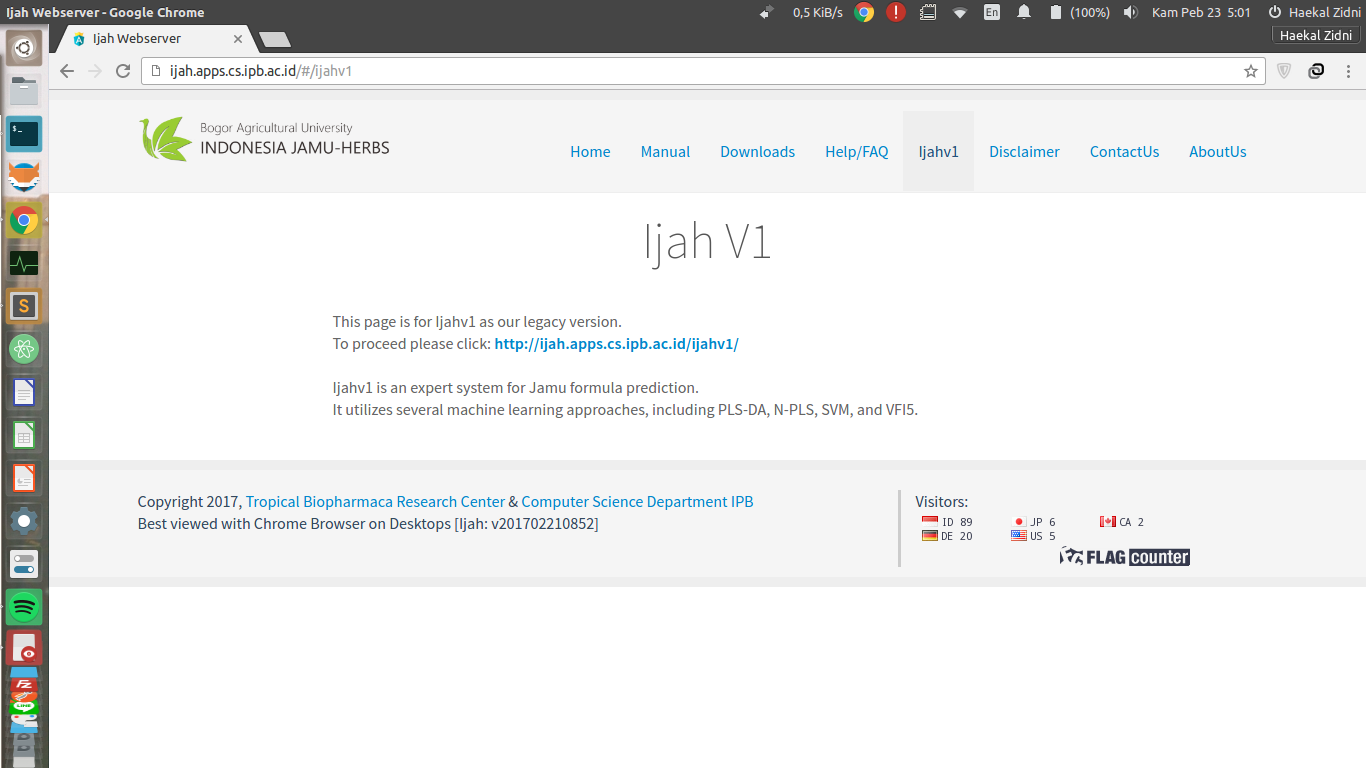 Ijah Webserver - Google Chrome
0,5 KiB/s
En
(100%)
Kam Peb 23 5:01
Haekal Zidni
Ijah Webserver
Haekal Zidni
ijah.apps.cs.ipb.ac.id/#/ijahv1
Bogor Agricultural University
INDONESIA JAMU-HERBS
Home Manual Downloads Help/FAQ Ijahv1 Disclaimer ContactUs AboutUs
Ijah V1
This page is for Ijahv1 as our legacy version.
To proceed please click: http://ijah.apps.cs.ipb.ac.id/ijahv1/
Ijahv1 is an expert system for Jamu formula prediction.
It utilizes several machine learning approaches, including PLS-DA, N-PLS, SVM, and VFI5.
Copyright 2017, Tropical Biopharmaca Research Center & Computer Science Department IPB
Best viewed with Chrome Browser on Desktops [Ijah: v201702210852]
Visitors:
ID 89 JP 6 CA 2
DE 20 US 5
FLAG counter
S
FZ
LINE